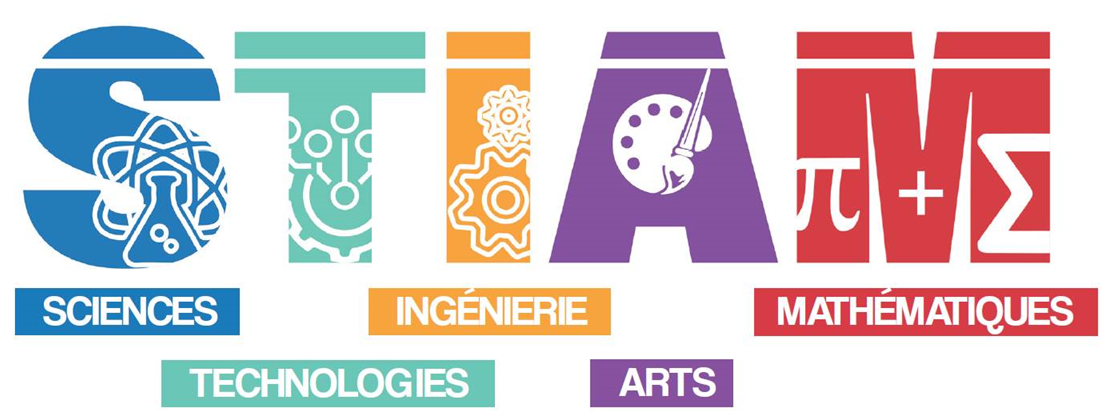 STIAM
π + Σ
SCIENCES
INGÉNIERIE
MATHÉMATIQUES
TECHNOLOGIES
ARTS